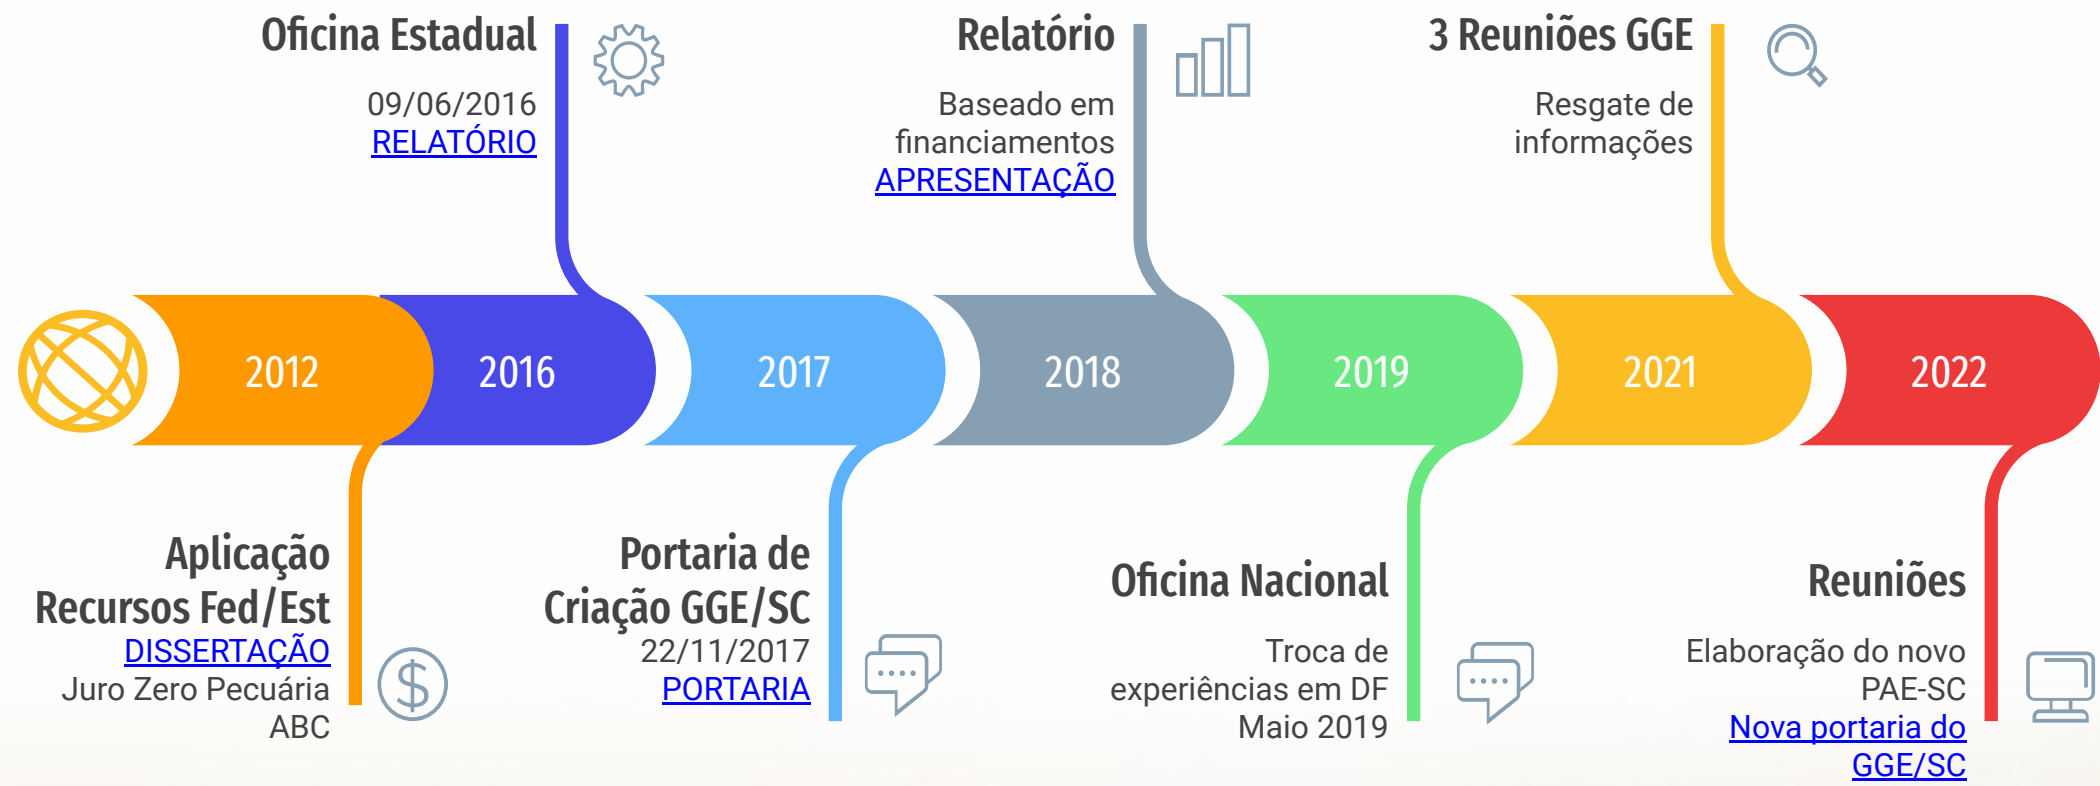 Oficina Estadual
09/06/2016
RELATÓRIO
Relatório
Baseado em
financiamentos
APRESENTAÇÃO
3 Reuniões GGE
Resgate de
informações
2012
2016
2017
2018
2019
2021
2022
Aplicação
Recursos Fed/Est
DISSERTAÇÃO
Juro Zero Pecuária
ABC
Portaria de
Criação GGE/SC
22/11/2017
PORTARIA
Oficina Nacional
Troca de
experiências em DF
Maio 2019
Reuniões
Elaboração do novo
PAE-SC
Nova portaria do
GGE/SC